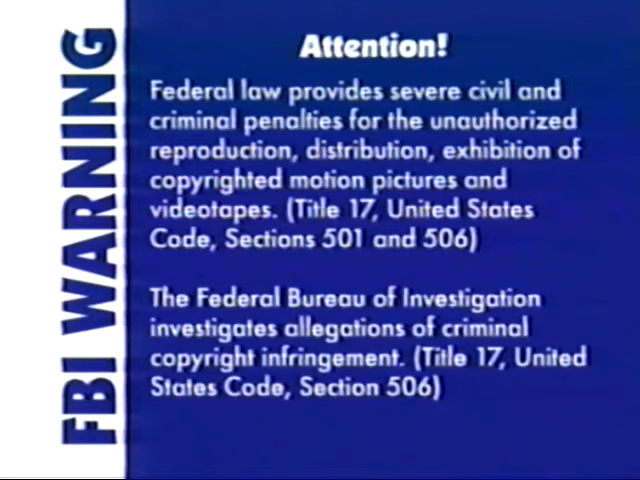 FBI WARNING
Attention!
Federal law provides severe civil and
criminal penalties for the unauthorized
reproduction, distribution, exhibition of
copyrighted motion pictures and
videotapes. (Title 17, United States
Code, Sections 501 and 506)
The Federal Bureau of Investigation
investigates allegations of criminal
copyright infringement. (Title 17, United
States Code, Section 506)